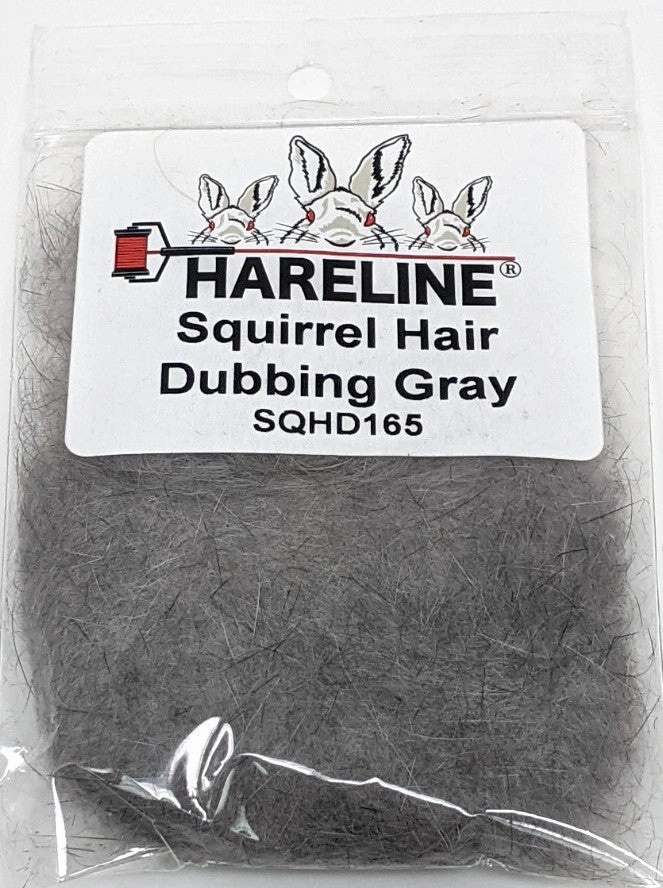 HARELINE®
Squirrel Hair
Dubbing Gray
SQHD165